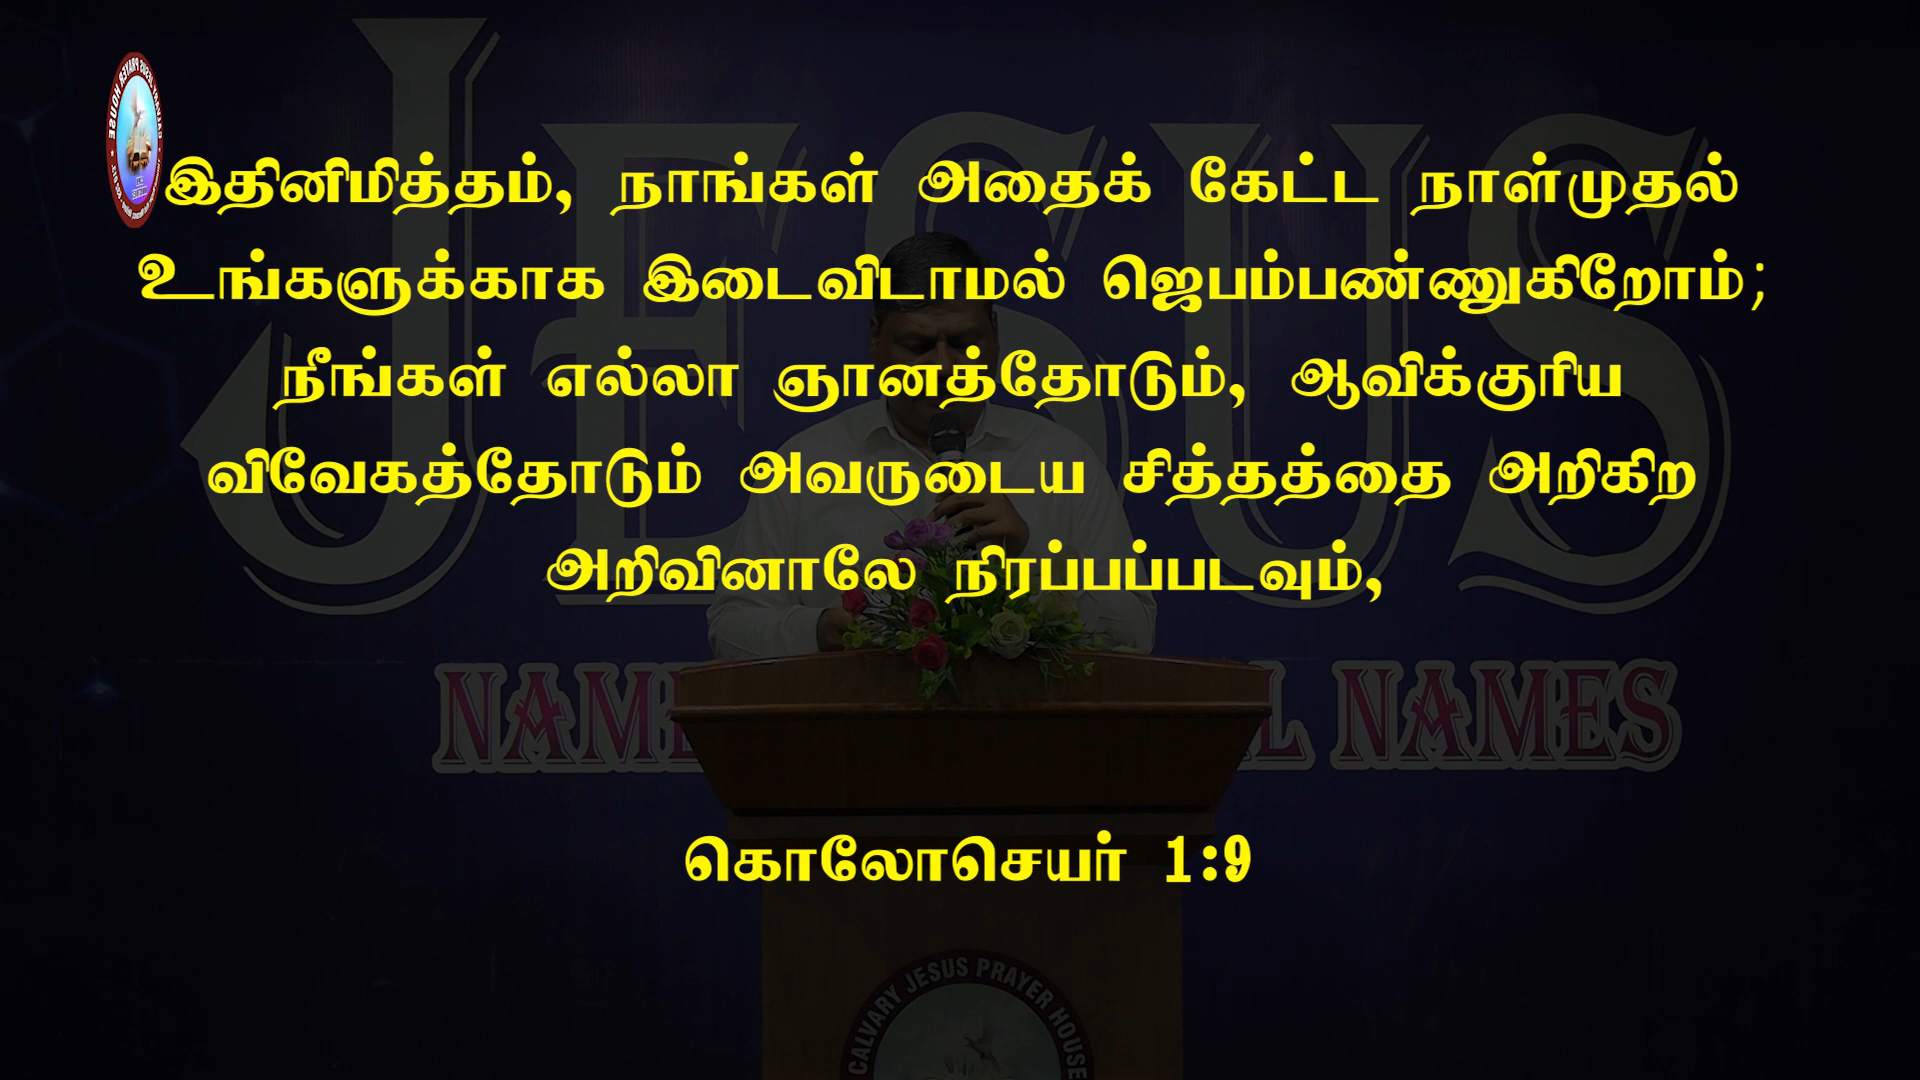 இதினிமித்தம், நாங்கள் அதைக் கேட்ட நாள்முதல்
உங்களுக்காக இடைவிடாமல் ஜெபம்பண்ணுகிறோம்;
நீங்கள் எல்லா ஞானத்தோடும், ஆவிக்குரிய
விவேகத்தோடும் அவருடைய சித்தத்தை அறிகிற
அறிவினாலே நிரப்பப்படவும்,
கொலோசெயர் 1:9
JESUS
NAMES
CALVARY JESUS PRAYER HOUSE